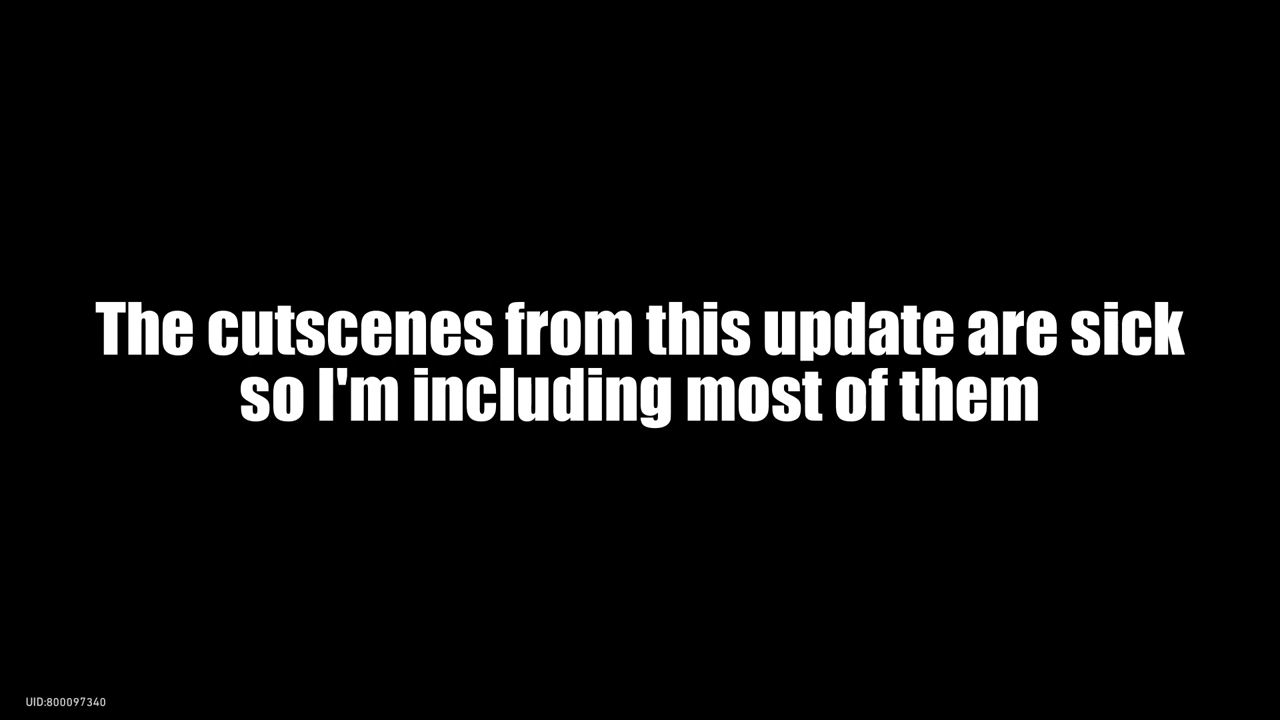 The cutscenes from this update are sick
so I'm including most of them
UID:800097340